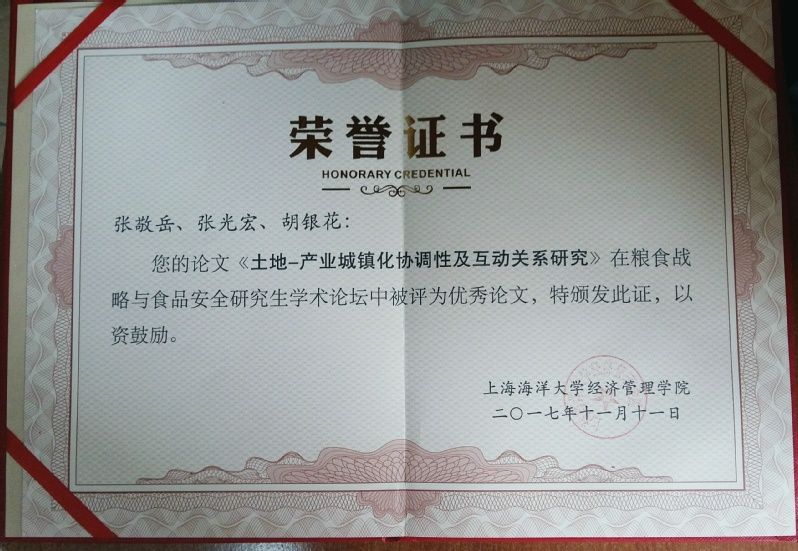 荣誉证书
HONORARY CREDENTIAL
张敬岳、张光宏、胡银花：
您的论文《土地-产业城镇化协调性及互动关系研究》在粮食战
略与食品安全研究生学术论坛中被评为优秀论文，特颁发此证，以
资鼓励。
上海海洋大学经济管理学院
二〇一七年十一月十一日